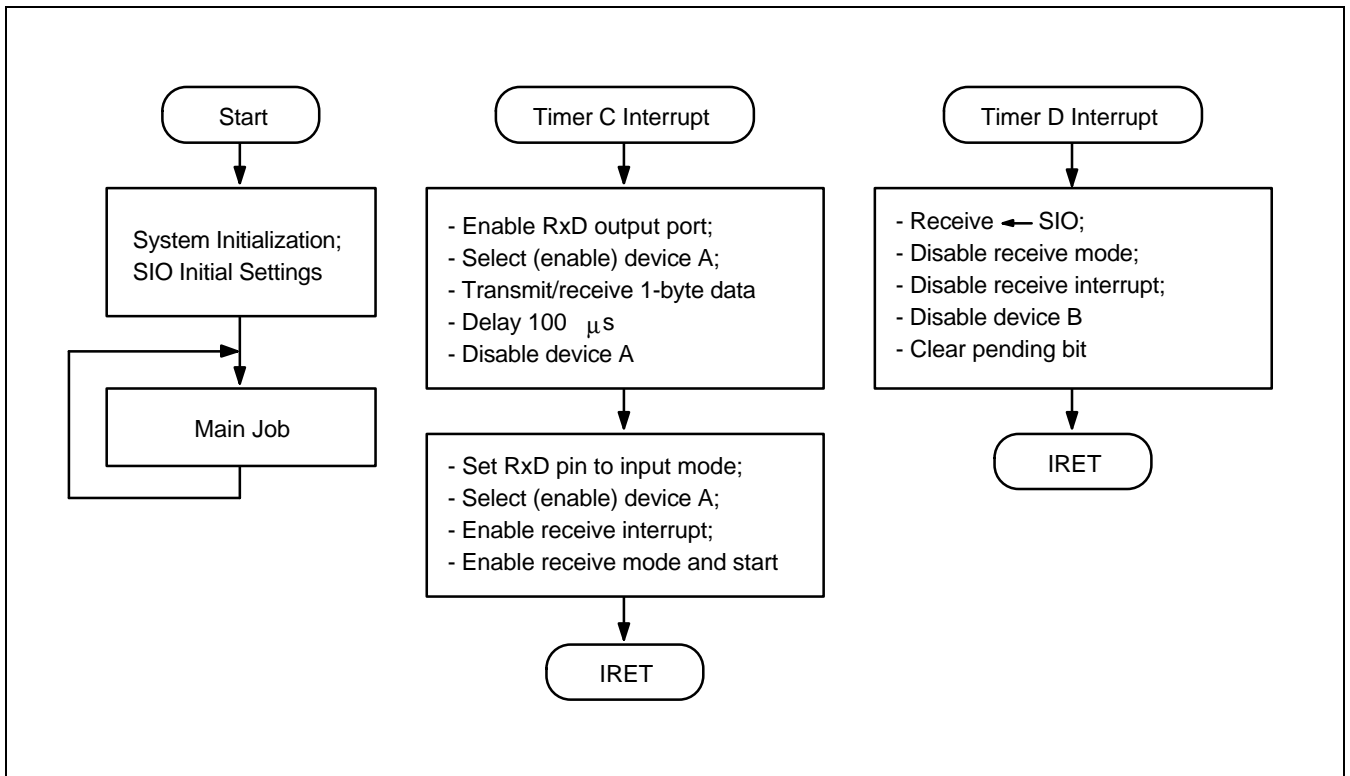 Start
System Initialization;
SIO Initial Settings
Main Job
Timer C Interrupt
- Enable RxD output port;
- Select (enable) device A;
- Transmit/receive 1-byte data
- Delay 100 μs
- Disable device A
- Set RxD pin to input mode;
- Select (enable) device A;
- Enable receive interrupt;
- Enable receive mode and start
IRET
Timer D Interrupt
- Receive ← SIO;
- Disable receive mode;
- Disable receive interrupt;
- Disable device B
- Clear pending bit
IRET